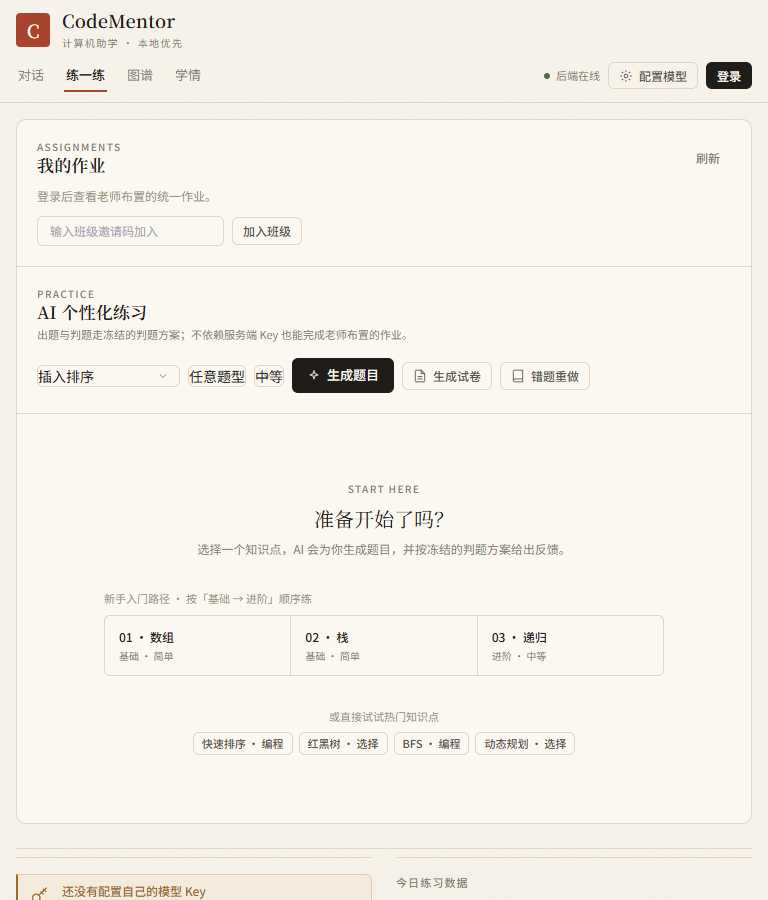 C
CodeMentor
计算机助学 · 本地优先
对话 练一练 图谱 学情
后端在线 配置模型 登录
ASSIGNMENTS
我的作业
刷新
登录后查看老师布置的统一作业。
输入班级邀请码加入 加入班级
PRACTICE
AI 个性化练习
出题与判题走冻结的判题方案；不依赖服务端 Key 也能完成老师布置的作业。
插入排序 任意题型 中等 生成题目 生成试卷 错题重做
START HERE
准备开始了吗？
选择一个知识点，AI 会为你生成题目，并按冻结的判题方案给出反馈。
新手入门路径 · 按「基础 → 进阶」顺序练
01 · 数组 02 · 栈 03 · 递归
基础 · 简单 基础 · 简单 进阶 · 中等
或直接试试热门知识点
快速排序 · 编程 红黑树 · 选择 BFS · 编程 动态规划 · 选择
还没有配置自己的模型 Key
今日练习数据